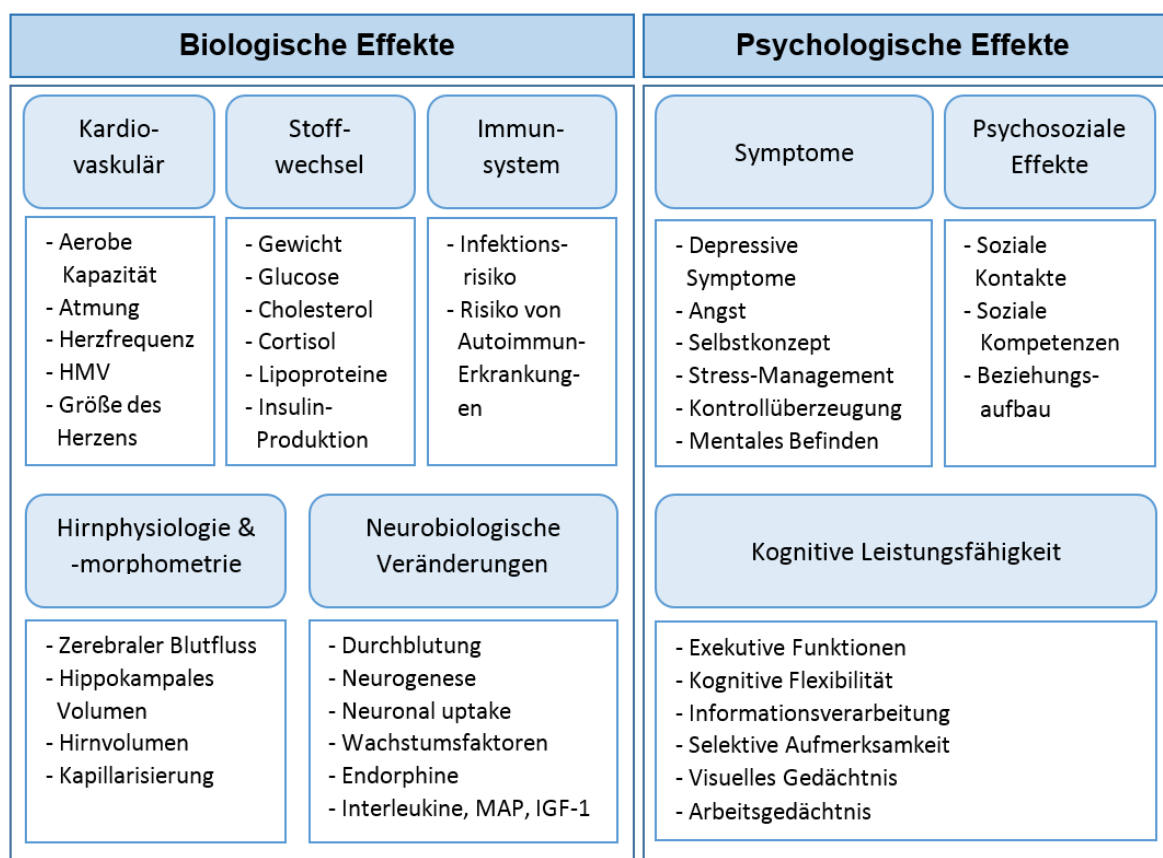 Biologische Effekte
Kardio-
vaskulär
- Aerobe
Kapazität
- Atmung
- Herzfrequenz
- HMV
- Größe des
Herzens
Stoff-
wechsel
- Gewicht
- Glucose
- Cholesterol
- Cortisol
- Lipoproteine
- Insulin-
Produktion
Immun-
system
- Infektions-
risiko
- Risiko von
Autoimmun-
Erkrankung-
en
Hirnphysiologie &
-morphometrie
- Zerebraler Blutfluss
- Hippokampales
Volumen
- Hirnvolumen
- Kapillarisierung
Neurobiologische
Veränderungen
- Durchblutung
- Neurogenese
- Neuronal uptake
- Wachstumsfaktoren
- Endorphine
- Interleukine, MAP, IGF-1
Psychologische Effekte
Symptome
- Depressive
Symptome
- Angst
- Selbstkonzept
- Stress-Management
- Kontrollüberzeugung
- Mentales Befinden
Psychosoziale
Effekte
- Soziale
Kontakte
- Soziale
Kompetenzen
- Beziehungs-
aufbau
Kognitive Leistungsfähigkeit
- Exekutive Funktionen
- Kognitive Flexibilität
- Informationsverarbeitung
- Selektive Aufmerksamkeit
- Visuelles Gedächtnis
- Arbeitsgedächtnis